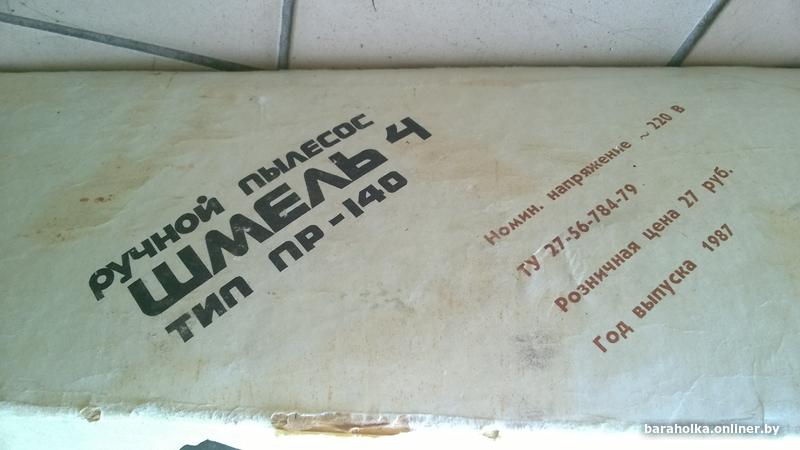 ручной пылесос
ШМЕЛЬ 4
тип ПР-140
Номин. напряжение ~ 220 В
ТУ 27-56-784-79
Розничная цена 27 руб.
Год выпуска 1987
baraholka.onliner.by